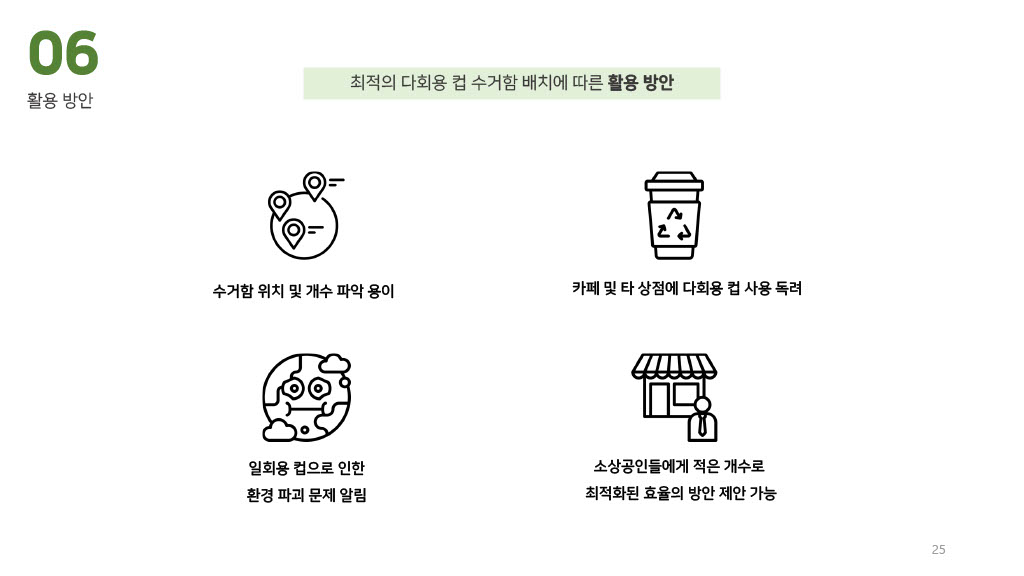 06
활용 방안
최적의 다회용 컵 수거함 배치에 따른 활용 방안
수거함 위치 및 개수 파악 용이
카페 및 타 상점에 다회용 컵 사용 독려
일회용 컵으로 인한
환경 파괴 문제 알림
소상공인들에게 적은 개수로
최적화된 효율의 방안 제안 가능
25